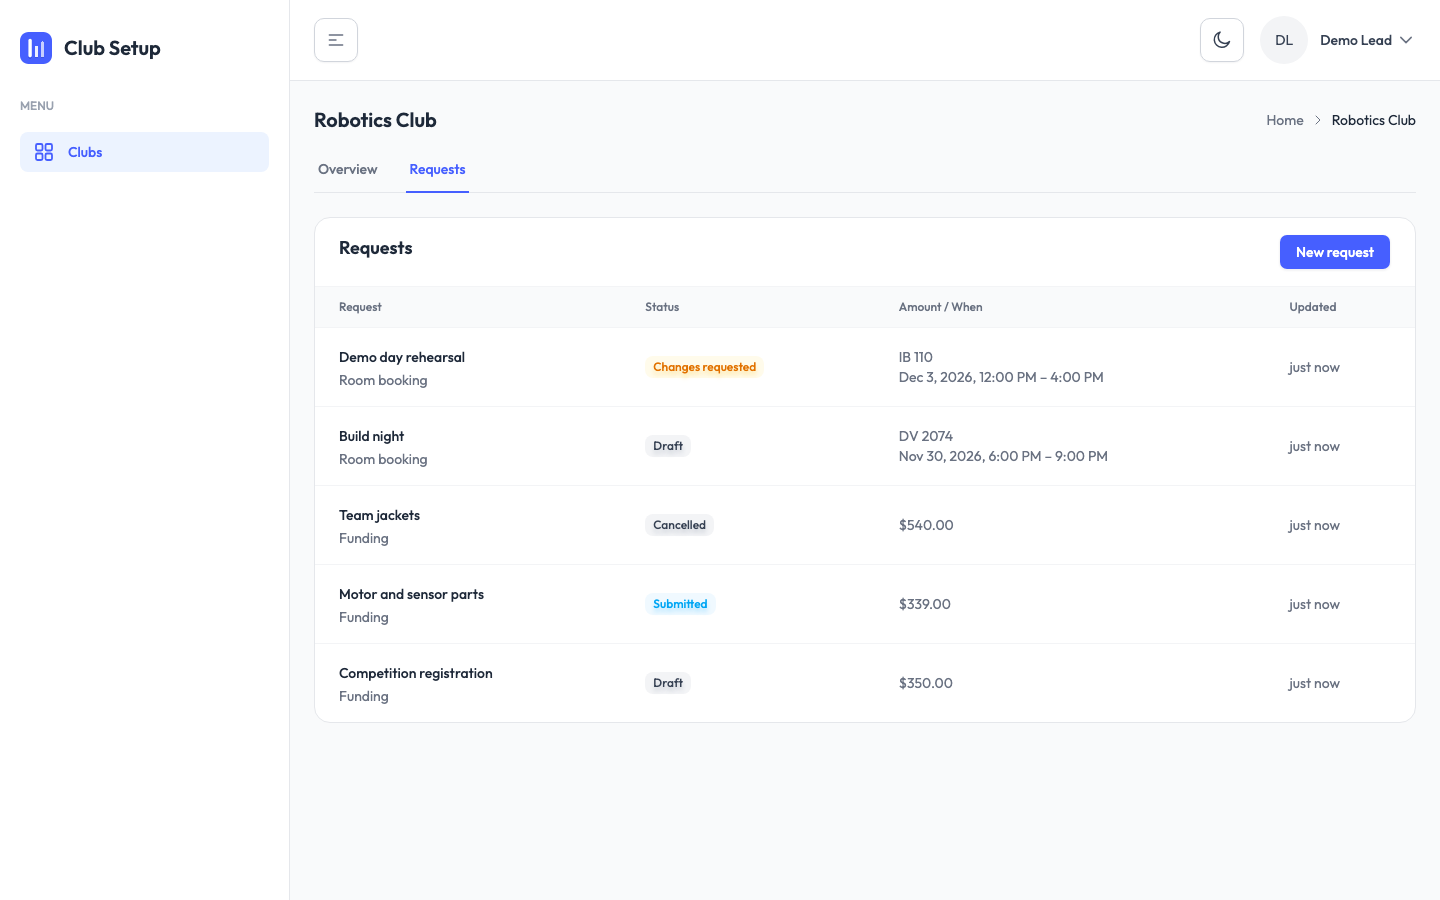 Club Setup
MENU
Clubs
DL
Demo Lead
Robotics Club
Home
Robotics Club
Overview
Requests
Requests
New request
Request
Status
Amount / When
Updated
Demo day rehearsal
Room booking
Changes requested
IB 110
Dec 3, 2026, 12:00 PM – 4:00 PM
just now
Build night
Room booking
Draft
DV 2074
Nov 30, 2026, 6:00 PM – 9:00 PM
just now
Team jackets
Funding
Cancelled
$540.00
just now
Motor and sensor parts
Funding
Submitted
$339.00
just now
Competition registration
Funding
Draft
$350.00
just now